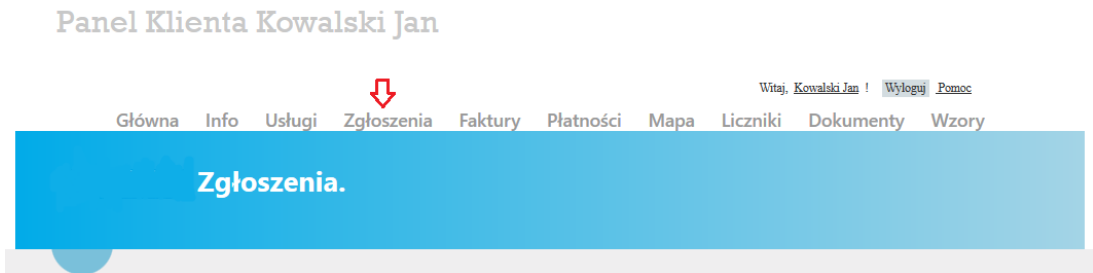 Panel Klienta Kowalski Jan
Witaj, Kowalski Jan ! Wyloguj Pomoc
Główna Info Usługi Zgłoszenia Faktury Płatności Mapa Liczniki Dokumenty Wzory
Zgłoszenia.